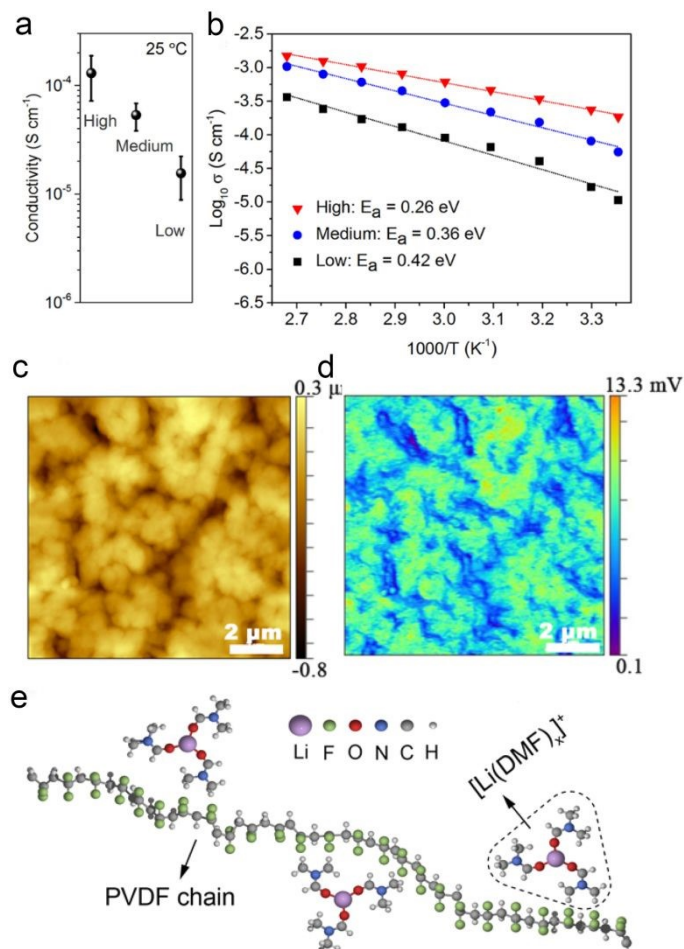 a
25 °C
Conductivity (S cm⁻¹)
10⁻⁴
10⁻⁵
10⁻⁶
High
Medium
Low
b
Log₁₀ σ (S cm⁻¹)
-2.5
-3.0
-3.5
-4.0
-4.5
-5.0
-5.5
-6.0
-6.5
High: Eₐ = 0.26 eV
Medium: Eₐ = 0.36 eV
Low: Eₐ = 0.42 eV
2.7 2.8 2.9 3.0 3.1 3.2 3.3
1000/T (K⁻¹)
c
0.3
2 μm
-0.8
d
13.3 mV
2 μm
0.1
e
Li F O N C H
[Li(DMF)ₓ]⁺
PVDF chain